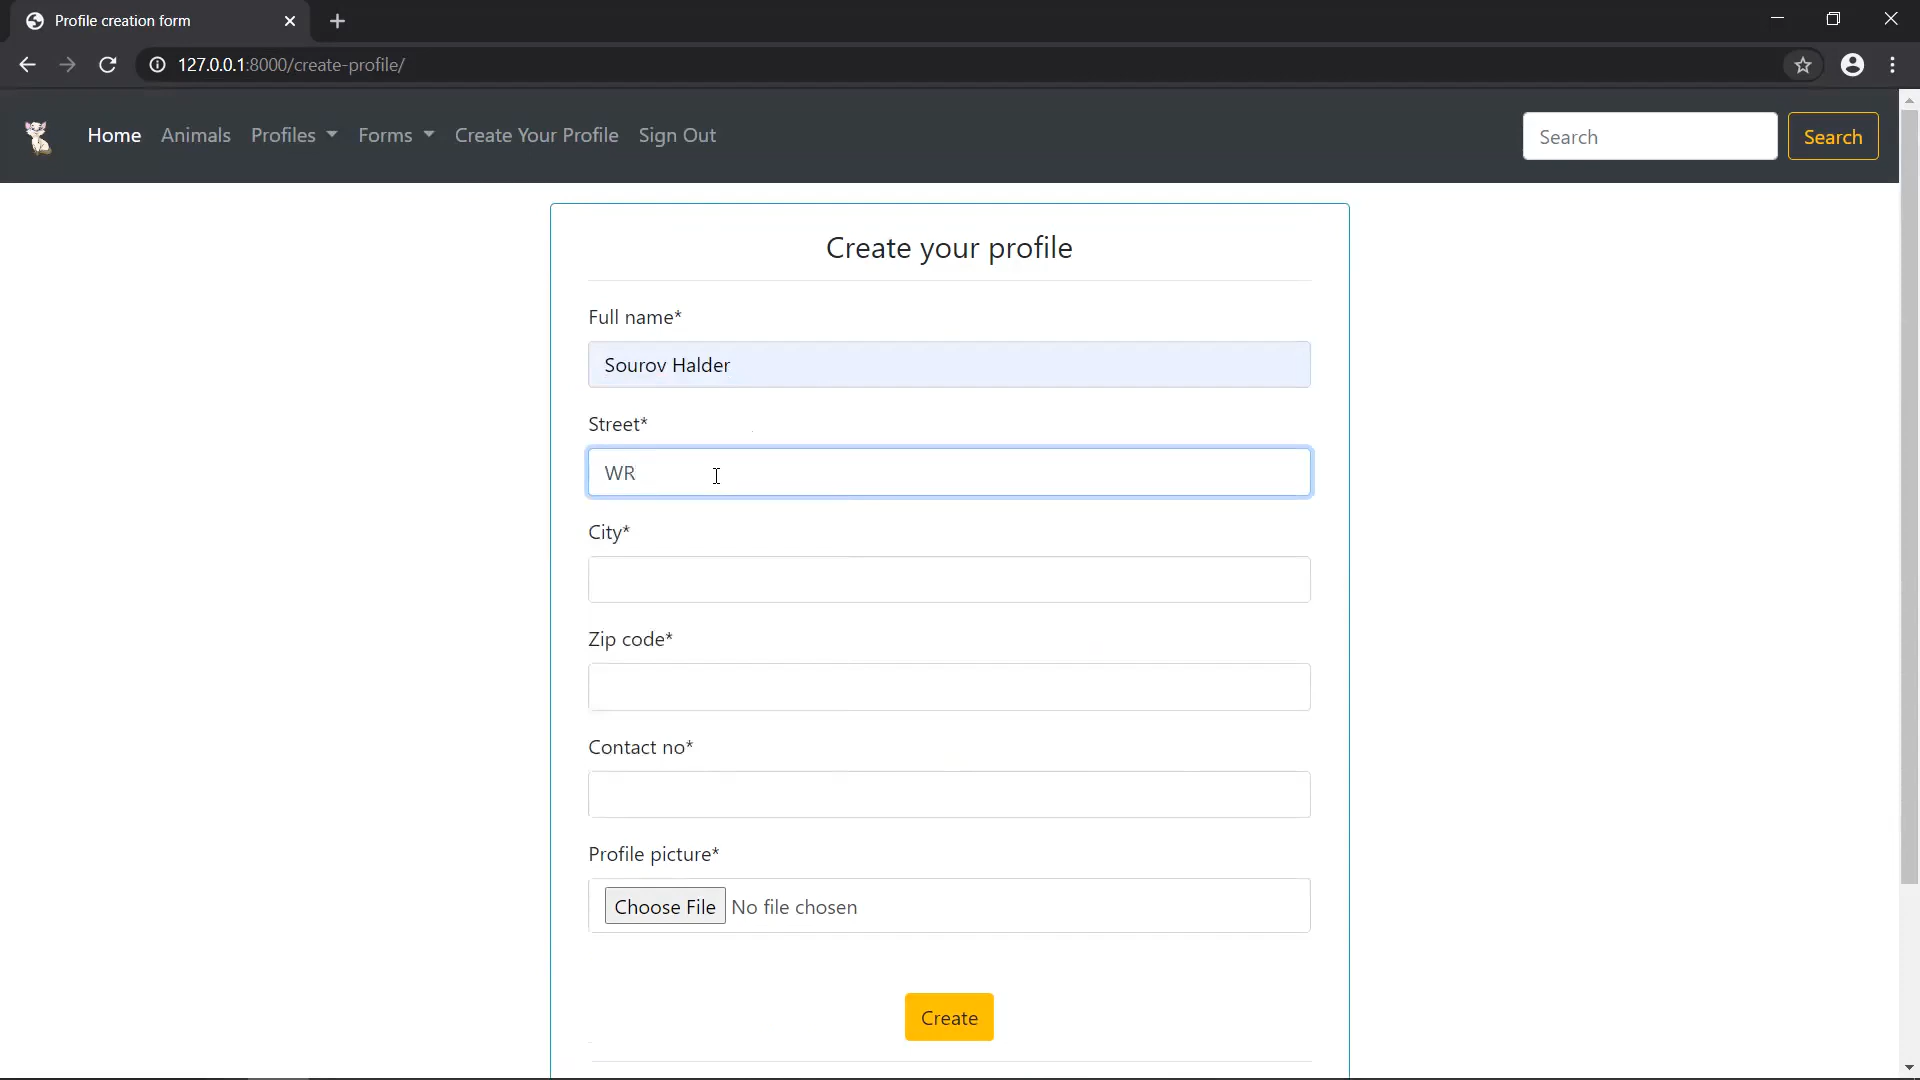 Profile creation form
127.0.0.1:8000/create-profile/
Home Animals Profiles Forms Create Your Profile Sign Out Search Search
Create your profile
Full name*
Sourov Halder
Street*
WR
City*
Zip code*
Contact no*
Profile picture*
Choose File No file chosen
Create